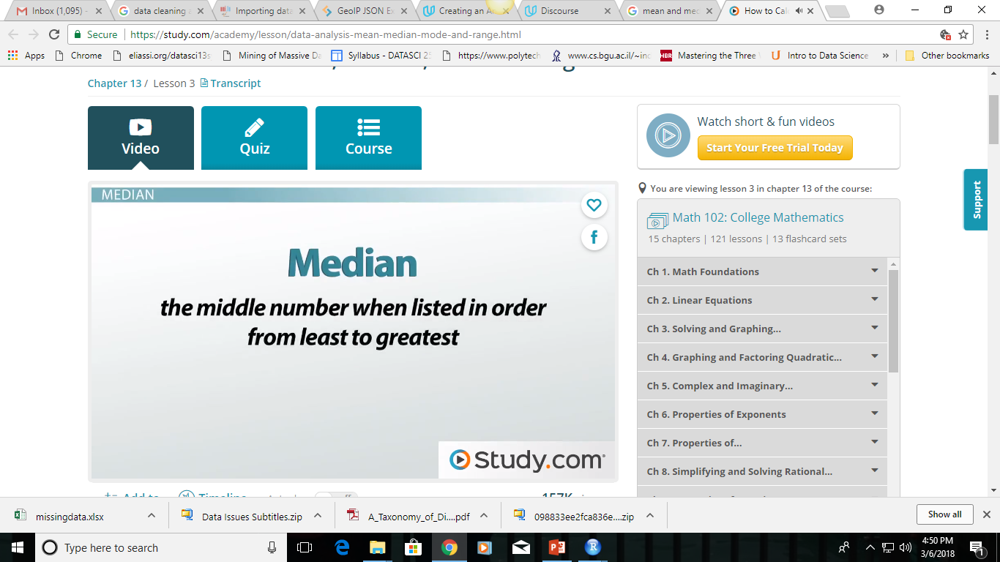 Inbox (1,095) -
data cleaning a
Importing data
GeoIP JSON Ex
Creating an A
Discourse
mean and med
How to Cal
Secure
https://study.com/academy/lesson/data-analysis-mean-median-mode-and-range.html
Apps
Chrome
eliassi.org/datasci13s
Mining of Massive Da
Syllabus - DATASCI 25
https://www.polytech
www.cs.bgu.ac.il/~inc
HBR
Mastering the Three
Intro to Data Science
»
Other bookmarks
Chapter 13 / Lesson 3 Transcript
Video
Quiz
Course
Watch short & fun videos
Start Your Free Trial Today
Support
You are viewing lesson 3 in chapter 13 of the course:
Math 102: College Mathematics
15 chapters | 121 lessons | 13 flashcard sets
Ch 1. Math Foundations
Ch 2. Linear Equations
Ch 3. Solving and Graphing...
Ch 4. Graphing and Factoring Quadratic...
Ch 5. Complex and Imaginary...
Ch 6. Properties of Exponents
Ch 7. Properties of...
Ch 8. Simplifying and Solving Rational...
MEDIAN
Median
the middle number when listed in order
from least to greatest
Study.com
Add to
Timeline
157K
missingdata.xlsx
Data Issues Subtitles.zip
A_Taxonomy_of_Di....pdf
098833ee2fca836e....zip
Show all
Type here to search
4:50 PM
3/6/2018
1